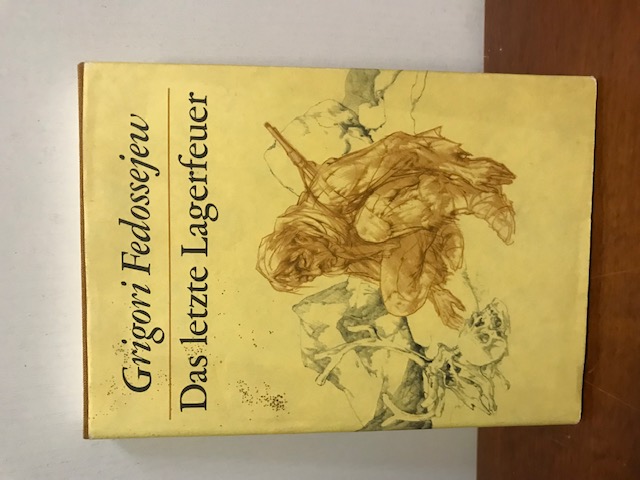 Grigori Fedossejew
Das letzte Lagerfeuer